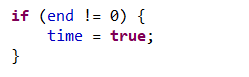 if (end != 0) {
    time = true;
}